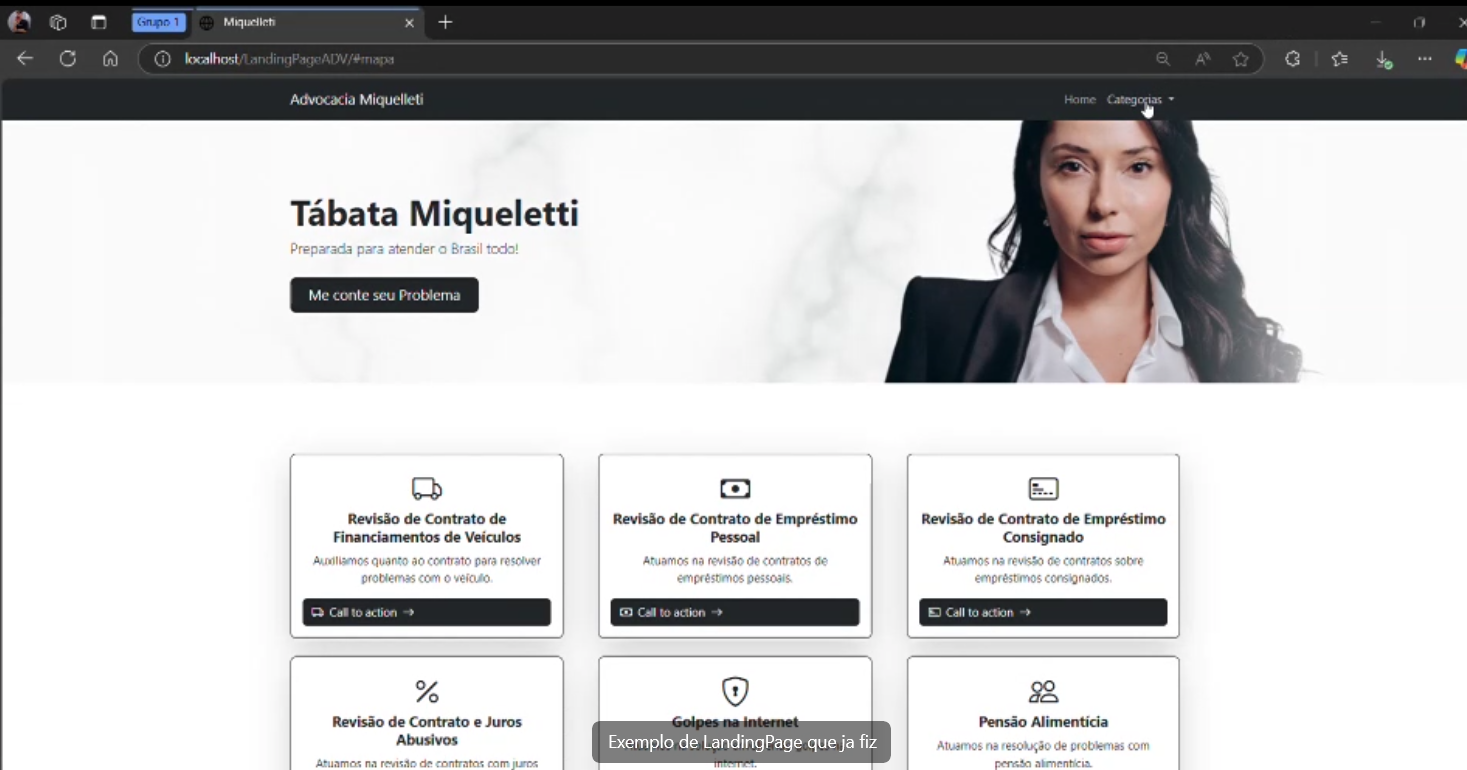 Grupo 1
Miquelleti
localhost/LandingPageADV/#mapa
Advocacia Miquelleti
Home
Categorias
Tábata Miqueletti
Preparada para atender o Brasil todo!
Me conte seu Problema
Revisão de Contrato de
Financiamentos de Veículos
Auxiliamos quanto ao contrato para resolver
problemas com o veículo.
Call to action
Revisão de Contrato de Empréstimo
Pessoal
Atuamos na revisão de contratos de
empréstimos pessoais.
Call to action
Revisão de Contrato de Empréstimo
Consignado
Atuamos na revisão de contratos sobre
empréstimos consignados.
Call to action
Revisão de Contrato e Juros
Abusivos
Atuamos na revisão de contratos com juros
Golpes na Internet
internet.
Pensão Alimentícia
Atuamos na resolução de problemas com
pensão alimentícia.
Exemplo de LandingPage que ja fiz